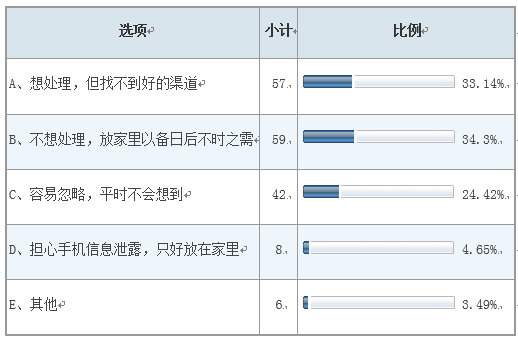 选项 小计 比例
A、想处理，但找不到好的渠道 57 33.14%
B、不想处理，放家里以备日后不时之需 59 34.3%
C、容易忽略，平时不会想到 42 24.42%
D、担心手机信息泄露，只好放在家里 8 4.65%
E、其他 6 3.49%